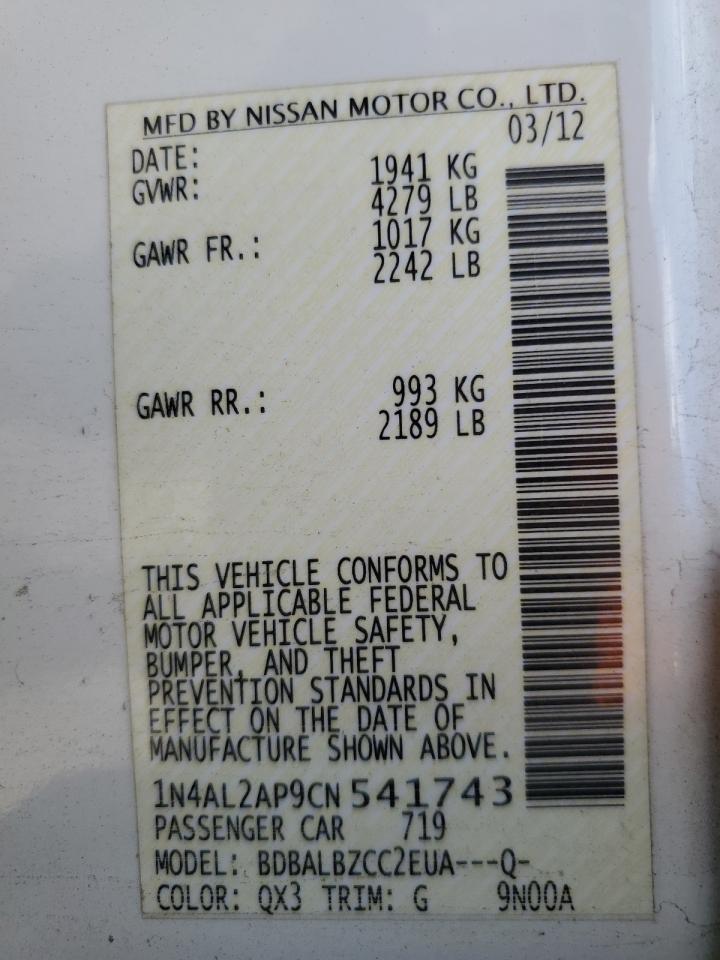 MFD BY NISSAN MOTOR CO., LTD.
DATE: 03/12
GVWR: 1941 KG
4279 LB
GAWR FR.: 1017 KG
2242 LB
GAWR RR.: 993 KG
2189 LB
THIS VEHICLE CONFORMS TO
ALL APPLICABLE FEDERAL
MOTOR VEHICLE SAFETY,
BUMPER, AND THEFT
PREVENTION STANDARDS IN
EFFECT ON THE DATE OF
MANUFACTURE SHOWN ABOVE.
1N4AL2AP9CN541743
PASSENGER CAR 719
MODEL: BDBALBZCC2EUA---Q-
COLOR: QX3 TRIM: G 9N00A